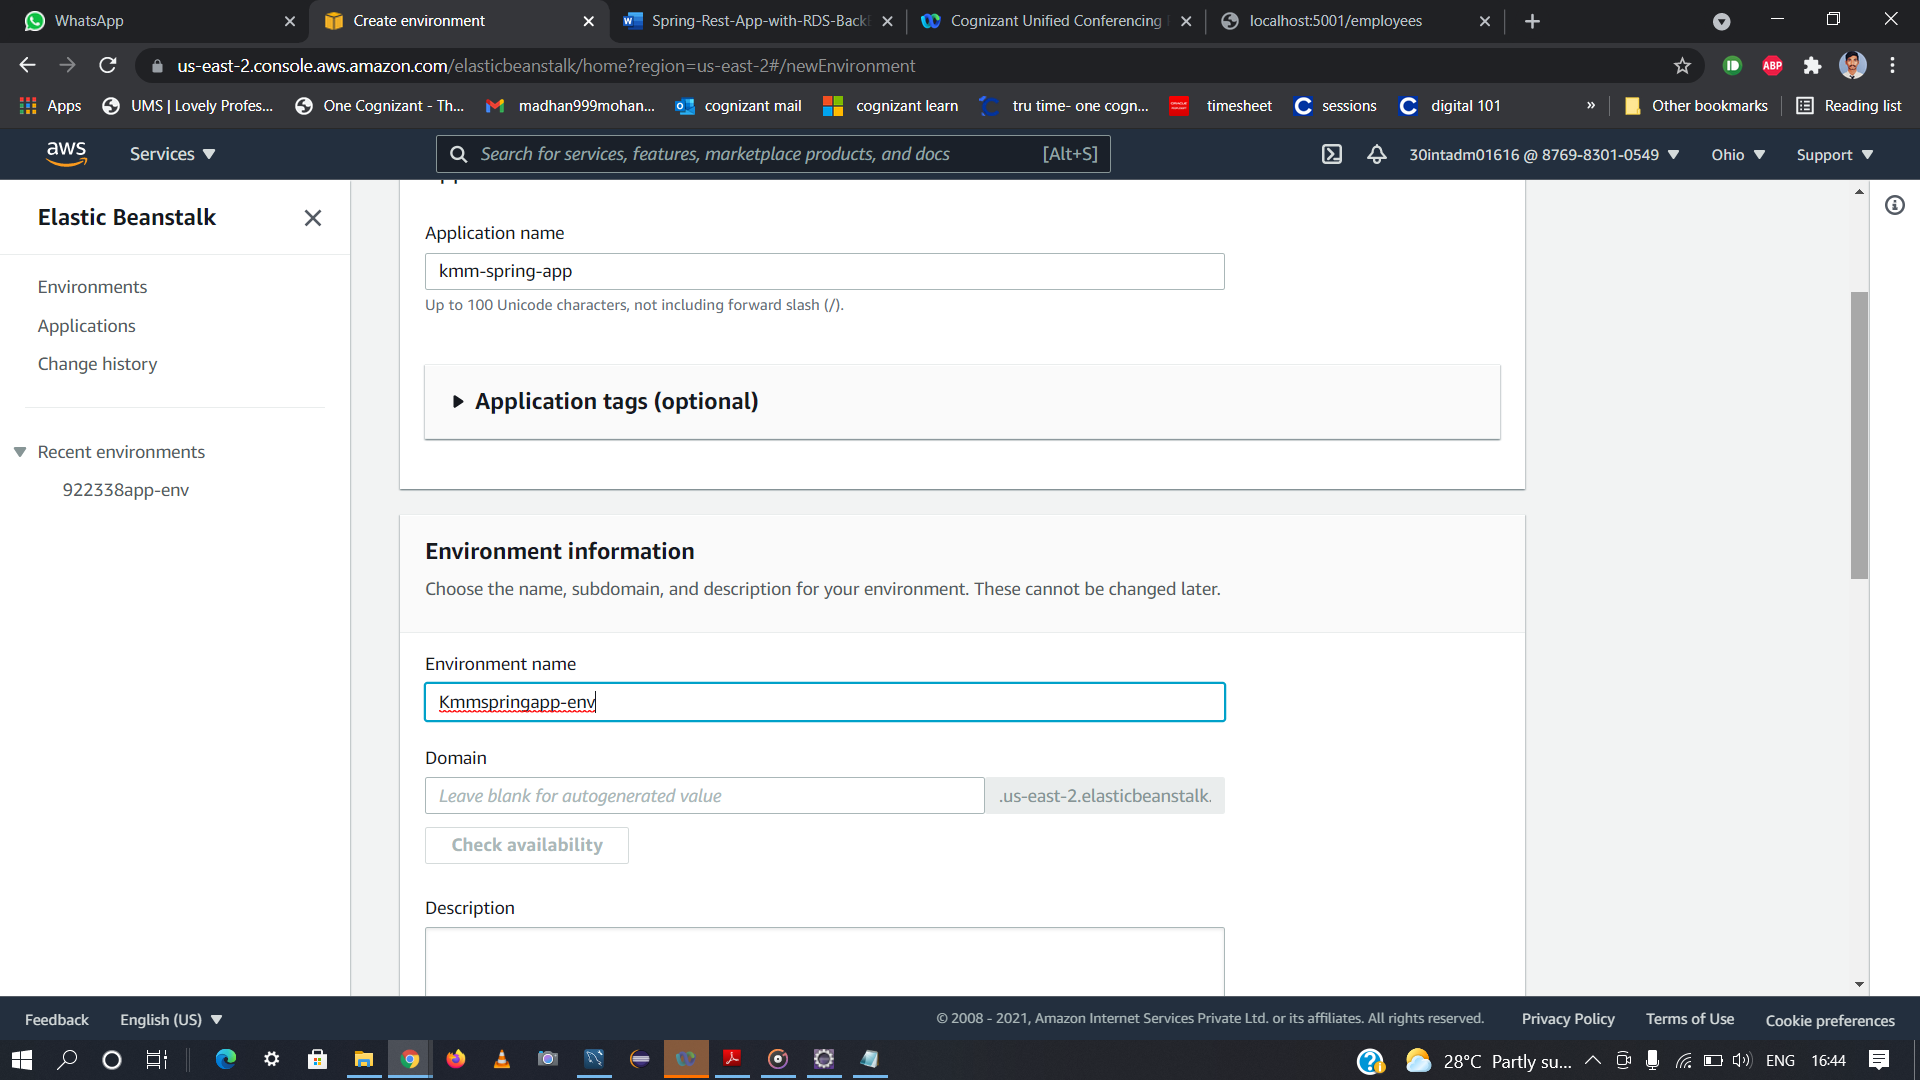 WhatsApp
Create environment
Spring-Rest-App-with-RDS-Back
Cognizant Unified Conferencing
localhost:5001/employees
us-east-2.console.aws.amazon.com/elasticbeanstalk/home?region=us-east-2#/newEnvironment
ABP
Apps
UMS | Lovely Profes...
One Cognizant - Th...
madhan999mohan...
cognizant mail
cognizant learn
tru time- one cogn...
timesheet
sessions
digital 101
»
Other bookmarks
Reading list
aws
Services
Search for services, features, marketplace products, and docs
[Alt+S]
30intadm01616 @ 8769-8301-0549
Ohio
Support
Elastic Beanstalk
Environments
Applications
Change history
Recent environments
922338app-env
Application name
kmm-spring-app
Up to 100 Unicode characters, not including forward slash (/).
Application tags (optional)
Environment information
Choose the name, subdomain, and description for your environment. These cannot be changed later.
Environment name
Kmmspringapp-env
Domain
Leave blank for autogenerated value
.us-east-2.elasticbeanstalk.
Check availability
Description
Feedback
English (US)
© 2008 - 2021, Amazon Internet Services Private Ltd. or its affiliates. All rights reserved.
Privacy Policy
Terms of Use
Cookie preferences
28°C Partly su...
ENG
16:44